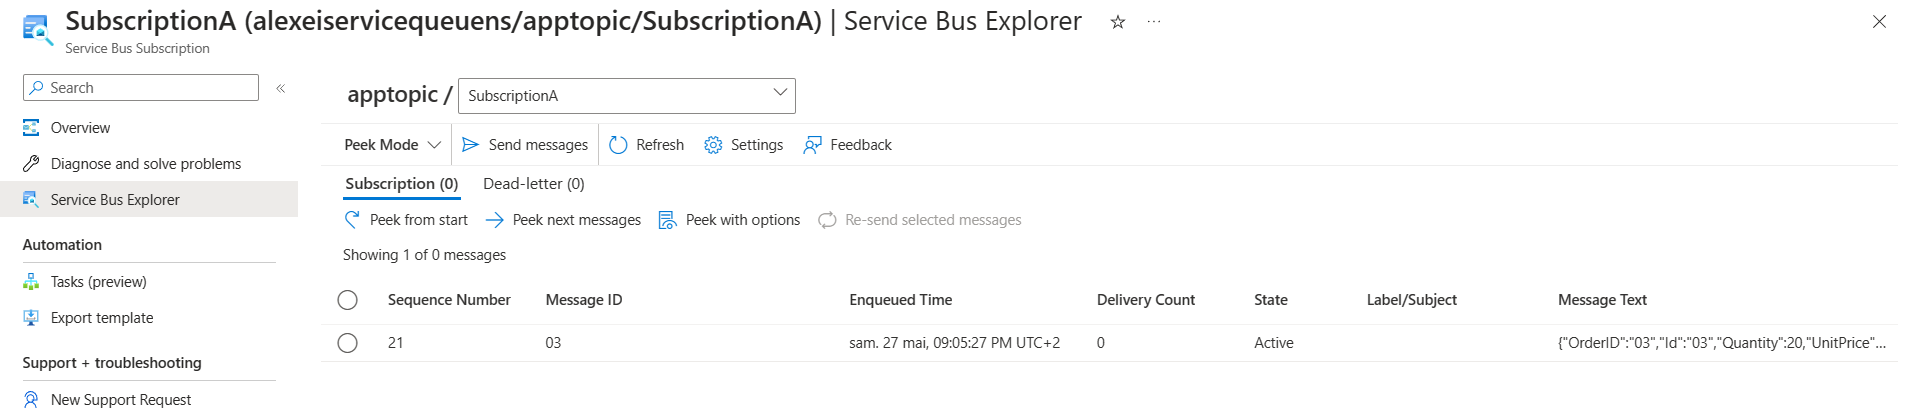 SubscriptionA (alexeiservicequeuens/apptopic/SubscriptionA) | Service Bus Explorer
Service Bus Subscription
Search
Overview
Diagnose and solve problems
Service Bus Explorer
Automation
Tasks (preview)
Export template
Support + troubleshooting
New Support Request
apptopic / SubscriptionA
Peek Mode Send messages Refresh Settings Feedback
Subscription (0) Dead-letter (0)
Peek from start Peek next messages Peek with options Re-send selected messages
Showing 1 of 0 messages
Sequence Number Message ID Enqueued Time Delivery Count State Label/Subject Message Text
21 03 sam. 27 mai, 09:05:27 PM UTC+2 0 Active {"OrderID":"03","Id":"03","Quantity":20,"UnitPrice"...